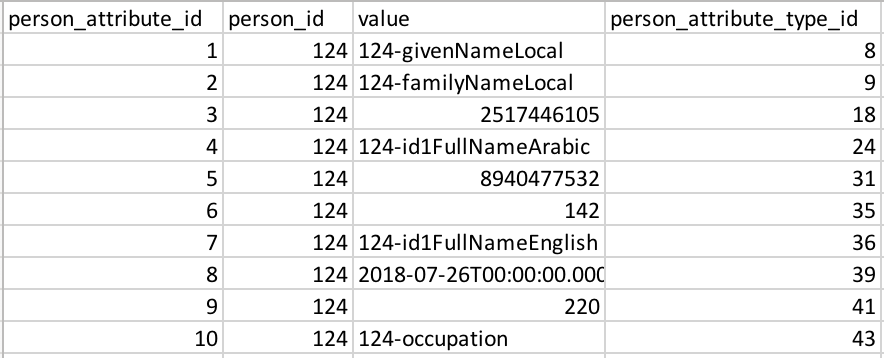 person_attribute_id person_id value person_attribute_type_id
1 124 124-givenNameLocal 8
2 124 124-familyNameLocal 9
3 124 2517446105 18
4 124 124-id1FullNameArabic 24
5 124 8940477532 31
6 124 142 35
7 124 124-id1FullNameEnglish 36
8 124 2018-07-26T00:00:00.000 39
9 124 220 41
10 124 124-occupation 43